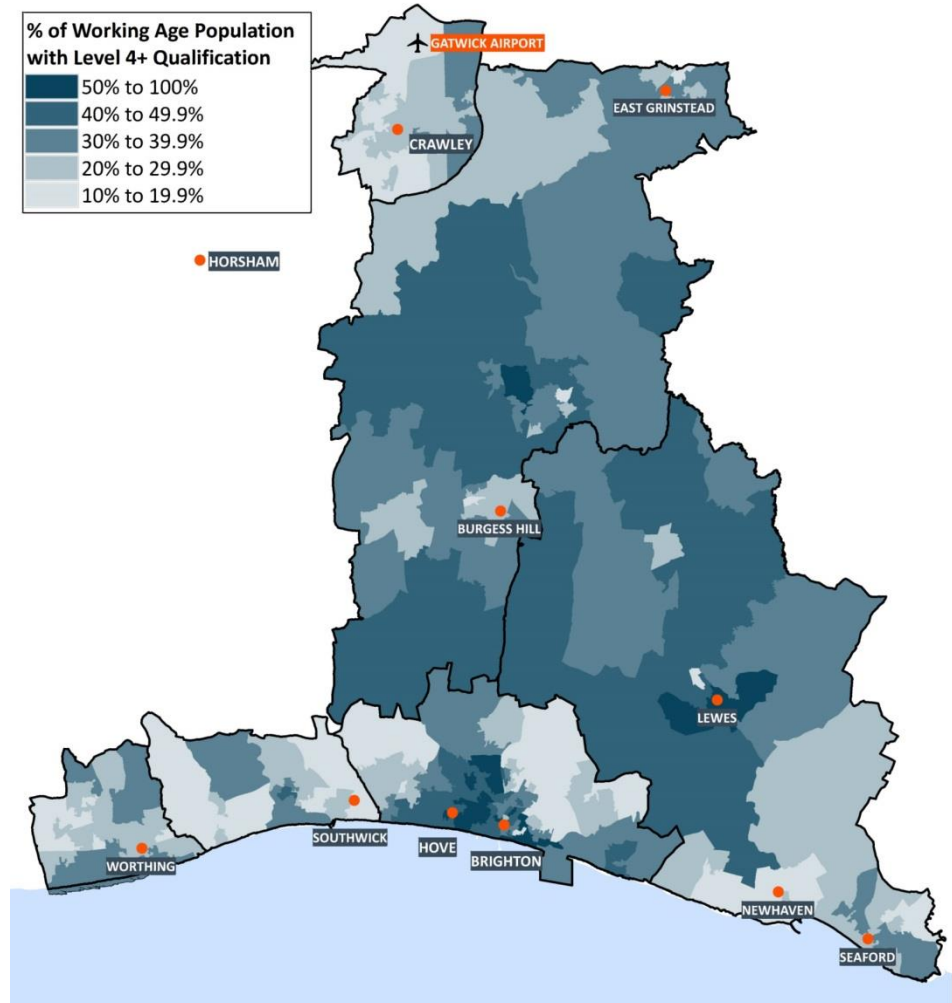 % of Working Age Population
with Level 4+ Qualification
50% to 100%
40% to 49.9%
30% to 39.9%
20% to 29.9%
10% to 19.9%
GATWICK AIRPORT
EAST GRINSTEAD
CRAWLEY
HORSHAM
BURGESS HILL
LEWES
SOUTHWICK
HOVE
BRIGHTON
WORTHING
NEWHAVEN
SEAFORD